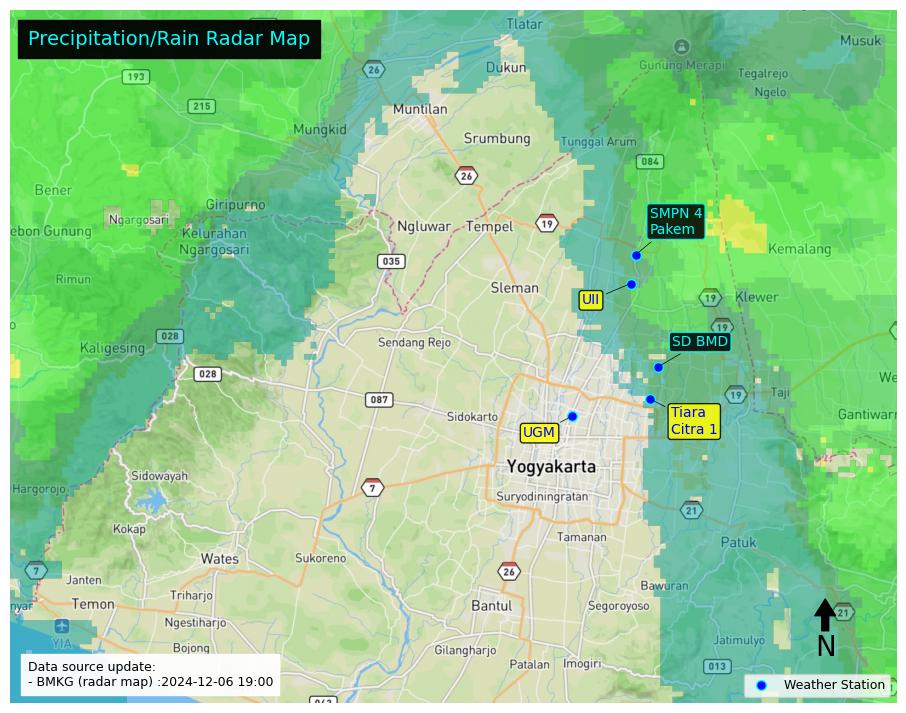 Precipitation/Rain Radar Map
Tlatar
Musuk
Gunung Merapi
Tegalrejo
Ngelo
26
193
Dukun
215
Muntilan
Mungkid
Srumbung
Tunggal Arum
084
26
Bener
Giripurno
Ngargosari
SMPN 4
Pakem
ebon Gunung
Kelurahan
Ngargosari
Ngluwar
Tempel
19
Kemalang
035
Rimun
Sleman
UII
19
Klewer
19
028
Kaligesing
Sendang Rejo
SD BMD
028
087
Sidokarto
19
Taji
We
Gantiwarn
Tiara
Citra 1
UGM
Yogyakarta
Sidowayah
7
Suryodiningratan
Hargorojo
21
Kokap
Tamanan
Patuk
Wates
Sukoreno
7
26
Janten
Bawuran
nyar
Temon
Triharjo
Bantul
Segoroyoso
21
Ngestiharjo
YIA
Bojong
Gilangharjo
Jatimulyo
N
Patalan
Imogiri
013
Data source update:
- BMKG (radar map) :2024-12-06 19:00
Weather Station